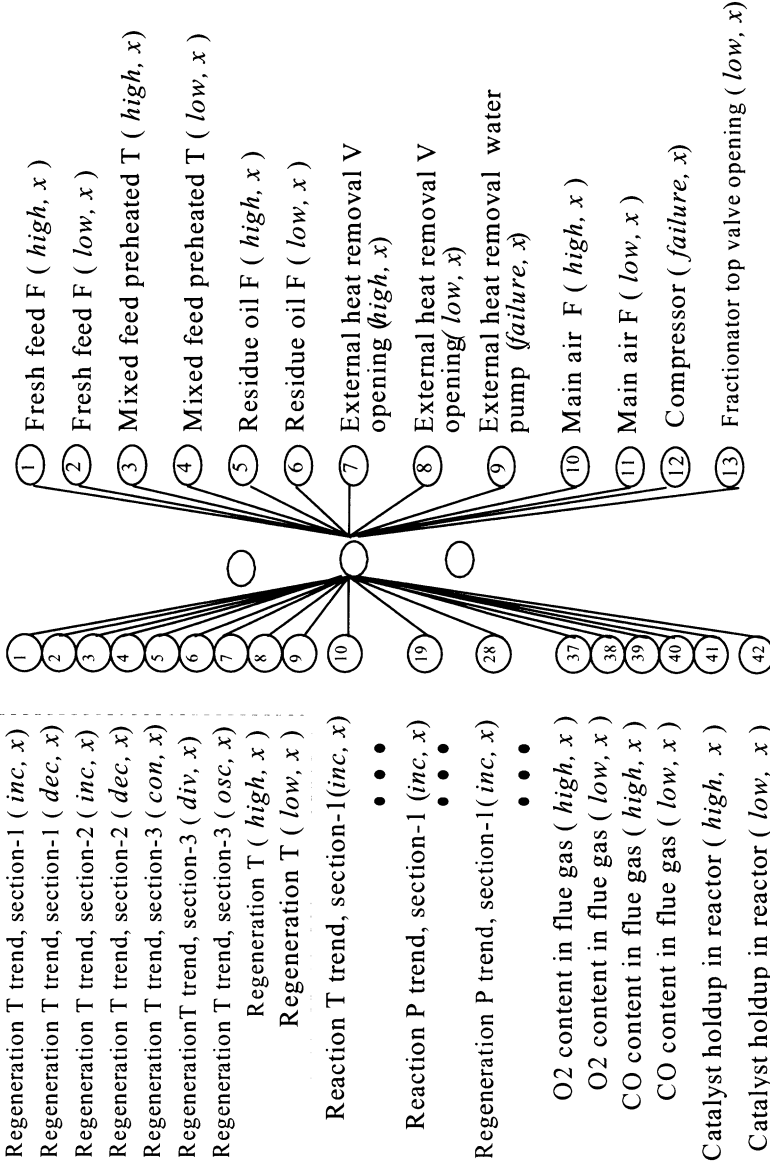 Regeneration T trend, section-1 ( inc, x)
Regeneration T trend, section-1 ( dec, x)
Regeneration T trend, section-2 ( inc, x)
Regeneration T trend, section-2 ( dec, x)
Regeneration T trend, section-3 ( con, x)
RegenerationT trend, section-3 ( div, x)
Regeneration T trend, section-3 ( osc, x)
Regeneration T ( high, x )
Regeneration T ( low, x )
Reaction T trend, section-1 (inc, x)
Reaction P trend, section-1 (inc, x)
Regeneration P trend, section-1( inc, x)
O2 content in flue gas ( high, x )
O2 content in flue gas ( low, x )
CO content in flue gas ( high, x )
CO content in flue gas ( low, x )
Catalyst holdup in reactor ( high, x )
Catalyst holdup in reactor ( low, x )
1
2
3
4
5
6
7
8
9
10
19
28
37
38
39
40
41
42
1 Fresh feed F ( high, x )
2 Fresh feed F ( low, x )
3 Mixed feed preheated T ( high, x)
4 Mixed feed preheated T ( low, x)
5 Residue oil F ( high, x )
6 Residue oil F ( low, x )
7 External heat removal V
opening (high, x)
8 External heat removal V
opening( low, x)
9 External heat removal water
pump (failure, x)
10 Main air F ( high, x )
11 Main air F ( low, x )
12 Compressor ( failure, x)
13 Fractionator top valve opening ( low, x )